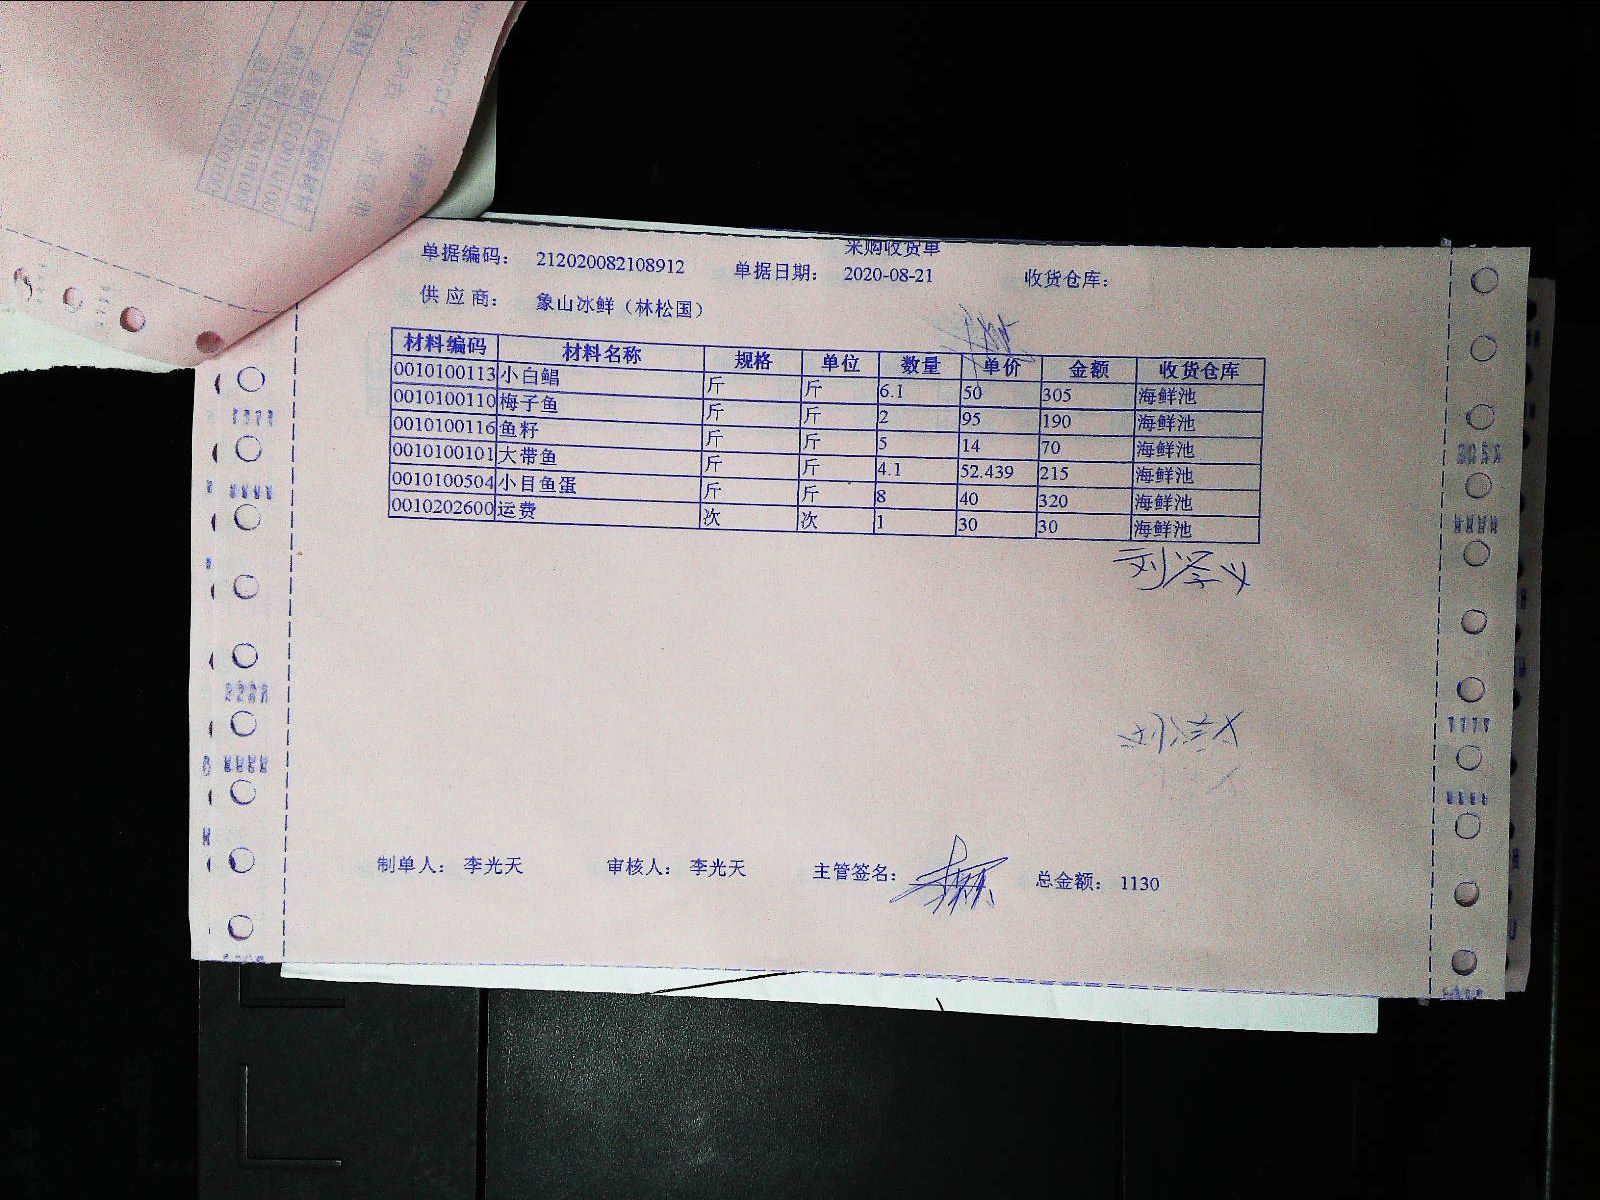 采购收货单
单据编码： 212020082108912 单据日期： 2020-08-21 收货仓库：
供应商： 象山冰鲜（林松国）
材料编码 材料名称 规格 单位 数量 单价 金额 收货仓库
0010100113 小白鲳 斤 斤 6.1 50 305 海鲜池
0010100110 梅子鱼 斤 斤 2 95 190 海鲜池
0010100116 鱼籽 斤 斤 5 14 70 海鲜池
0010100101 大带鱼 斤 斤 4.1 52.439 215 海鲜池
0010100504 小目鱼蛋 斤 斤 8 40 320 海鲜池
0010202600 运费 次 次 1 30 30 海鲜池
制单人： 李光天 审核人： 李光天 主管签名： 总金额： 1130